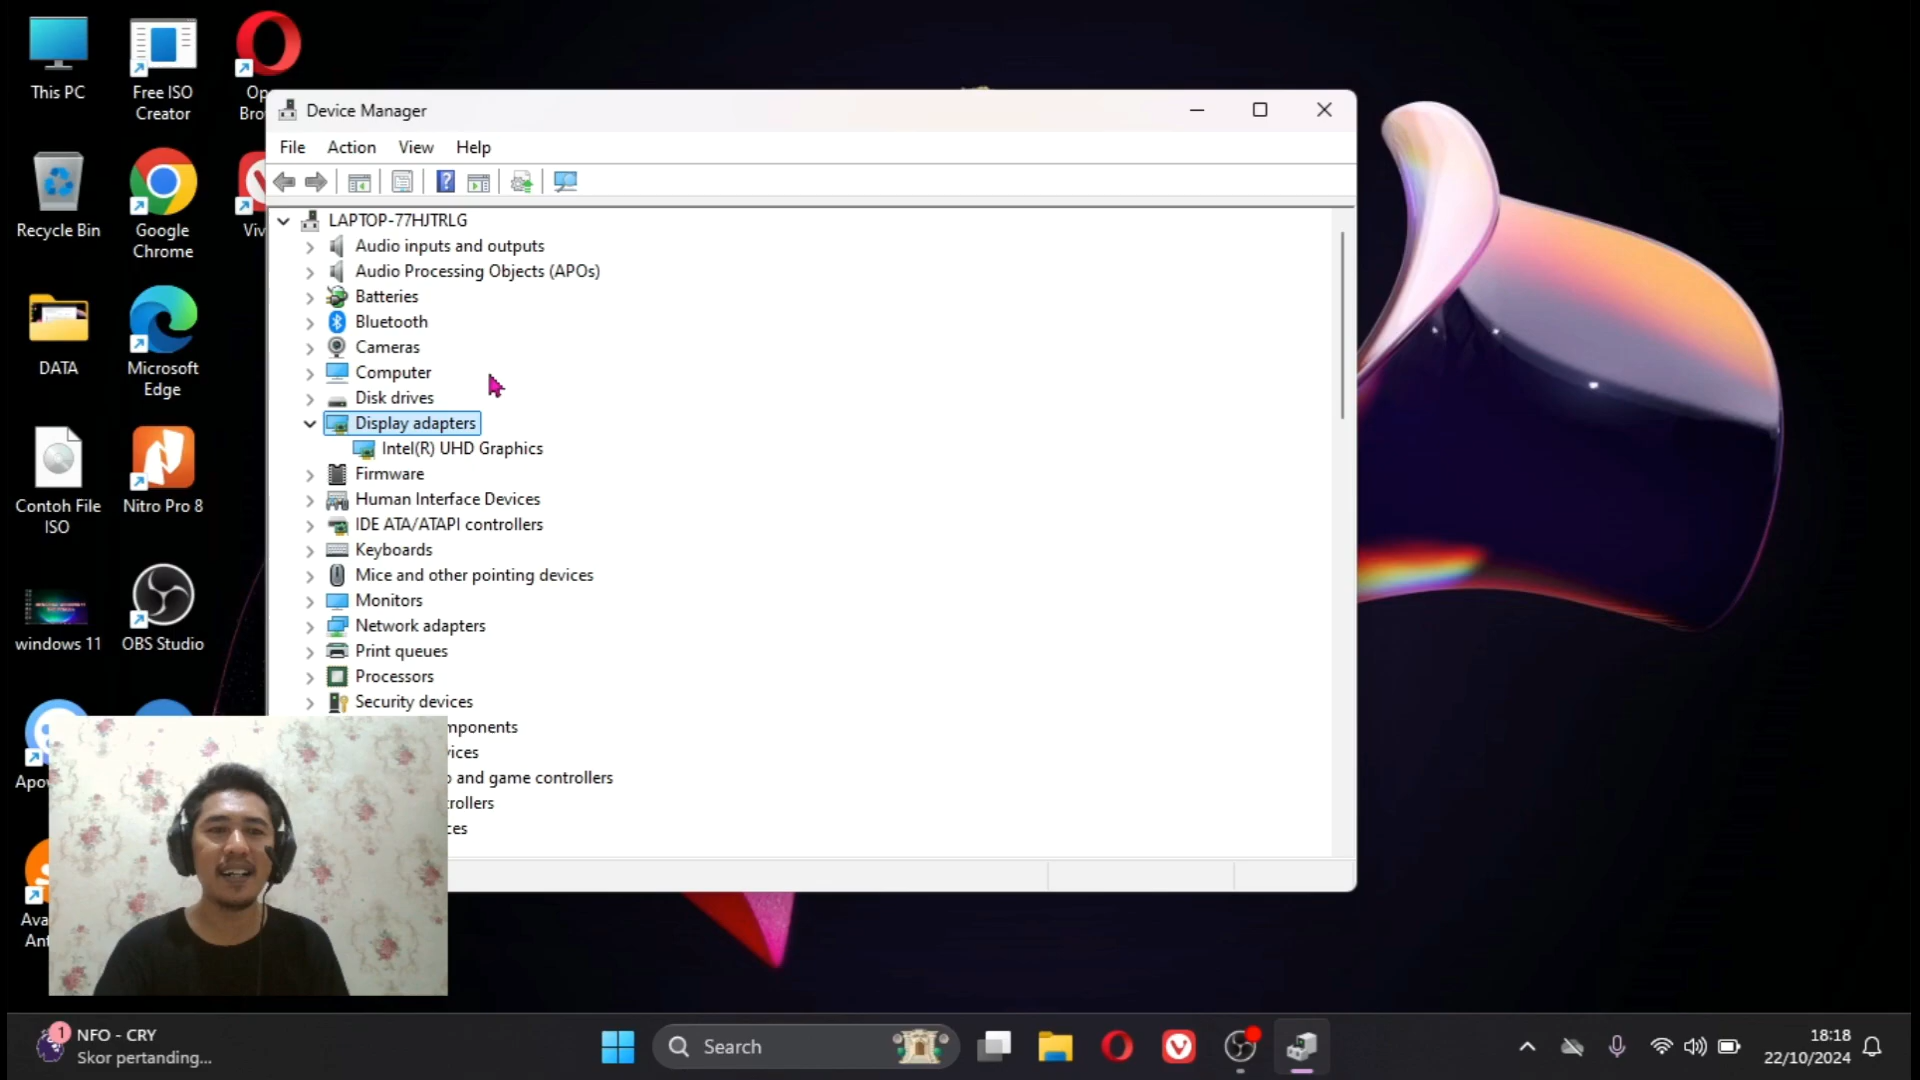 This PC
Free ISO
Creator
Op
Bro
Recycle Bin
Google
Chrome
Viv
DATA
Microsoft
Edge
Contoh File
ISO
Nitro Pro 8
windows 11
OBS Studio
Apow
Ava
Ant
Device Manager
File Action View Help
LAPTOP-77HJTRLG
Audio inputs and outputs
Audio Processing Objects (APOs)
Batteries
Bluetooth
Cameras
Computer
Disk drives
Display adapters
Intel(R) UHD Graphics
Firmware
Human Interface Devices
IDE ATA/ATAPI controllers
Keyboards
Mice and other pointing devices
Monitors
Network adapters
Print queues
Processors
Security devices
mponents
vices
o and game controllers
rollers
ces
1
NFO - CRY
Skor pertanding...
Search
18:18
22/10/2024